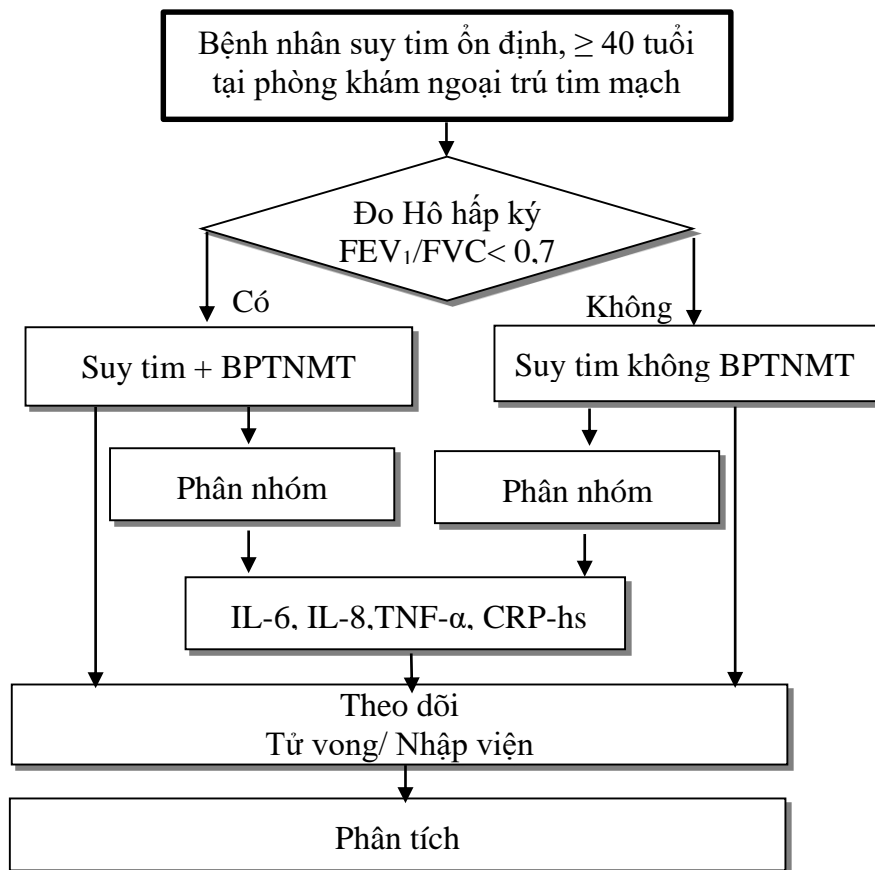 Bệnh nhân suy tim ổn định, ≥ 40 tuổi
tại phòng khám ngoại trú tim mạch
Đo Hô hấp ký
FEV₁/FVC< 0,7
Có
Không
Suy tim + BPTNMT
Suy tim không BPTNMT
Phân nhóm
Phân nhóm
IL-6, IL-8,TNF-α, CRP-hs
Theo dõi
Tử vong/ Nhập viện
Phân tích